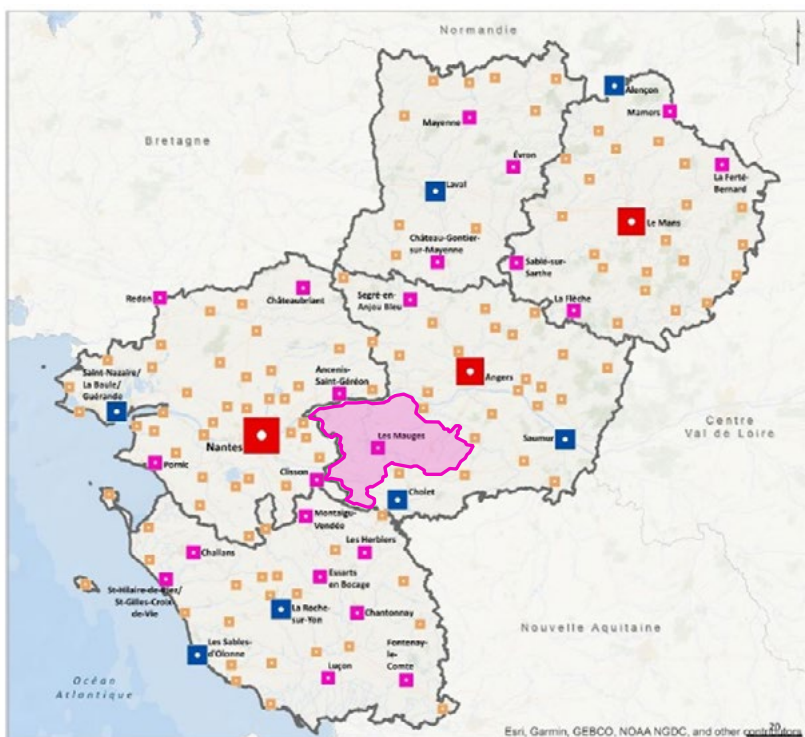 Normandie
Alençon
Mamers
Mayenne
Bretagne
Évron
La Ferté-
Bernard
Laval
Le Mans
Château-Gontier-
sur-Mayenne
Sablé-sur-
Sarthe
Redon
Châteaubriant
Segré-en-
Anjou Bleu
La Flèche
Saint-Nazaire/
La Baule/
Guérande
Ancenis-
Saint-Géréon
Angers
Centre
Val de Loire
Nantes
Les Mauges
Saumur
Pornic
Clisson
Cholet
Montaigu-
Vendée
Challans
Les Herbiers
St-Hilaire-de-Riez/
St-Gilles-Croix-
de-Vie
Essarts
en Bocage
La Roche-
sur-Yon
Chantonnay
Nouvelle Aquitaine
Les Sables-
d'Olonne
Fontenay-
le-
Comte
Luçon
Océan
Atlantique
20
Esri, Garmin, GEBCO, NOAA NGDC, and other contributors